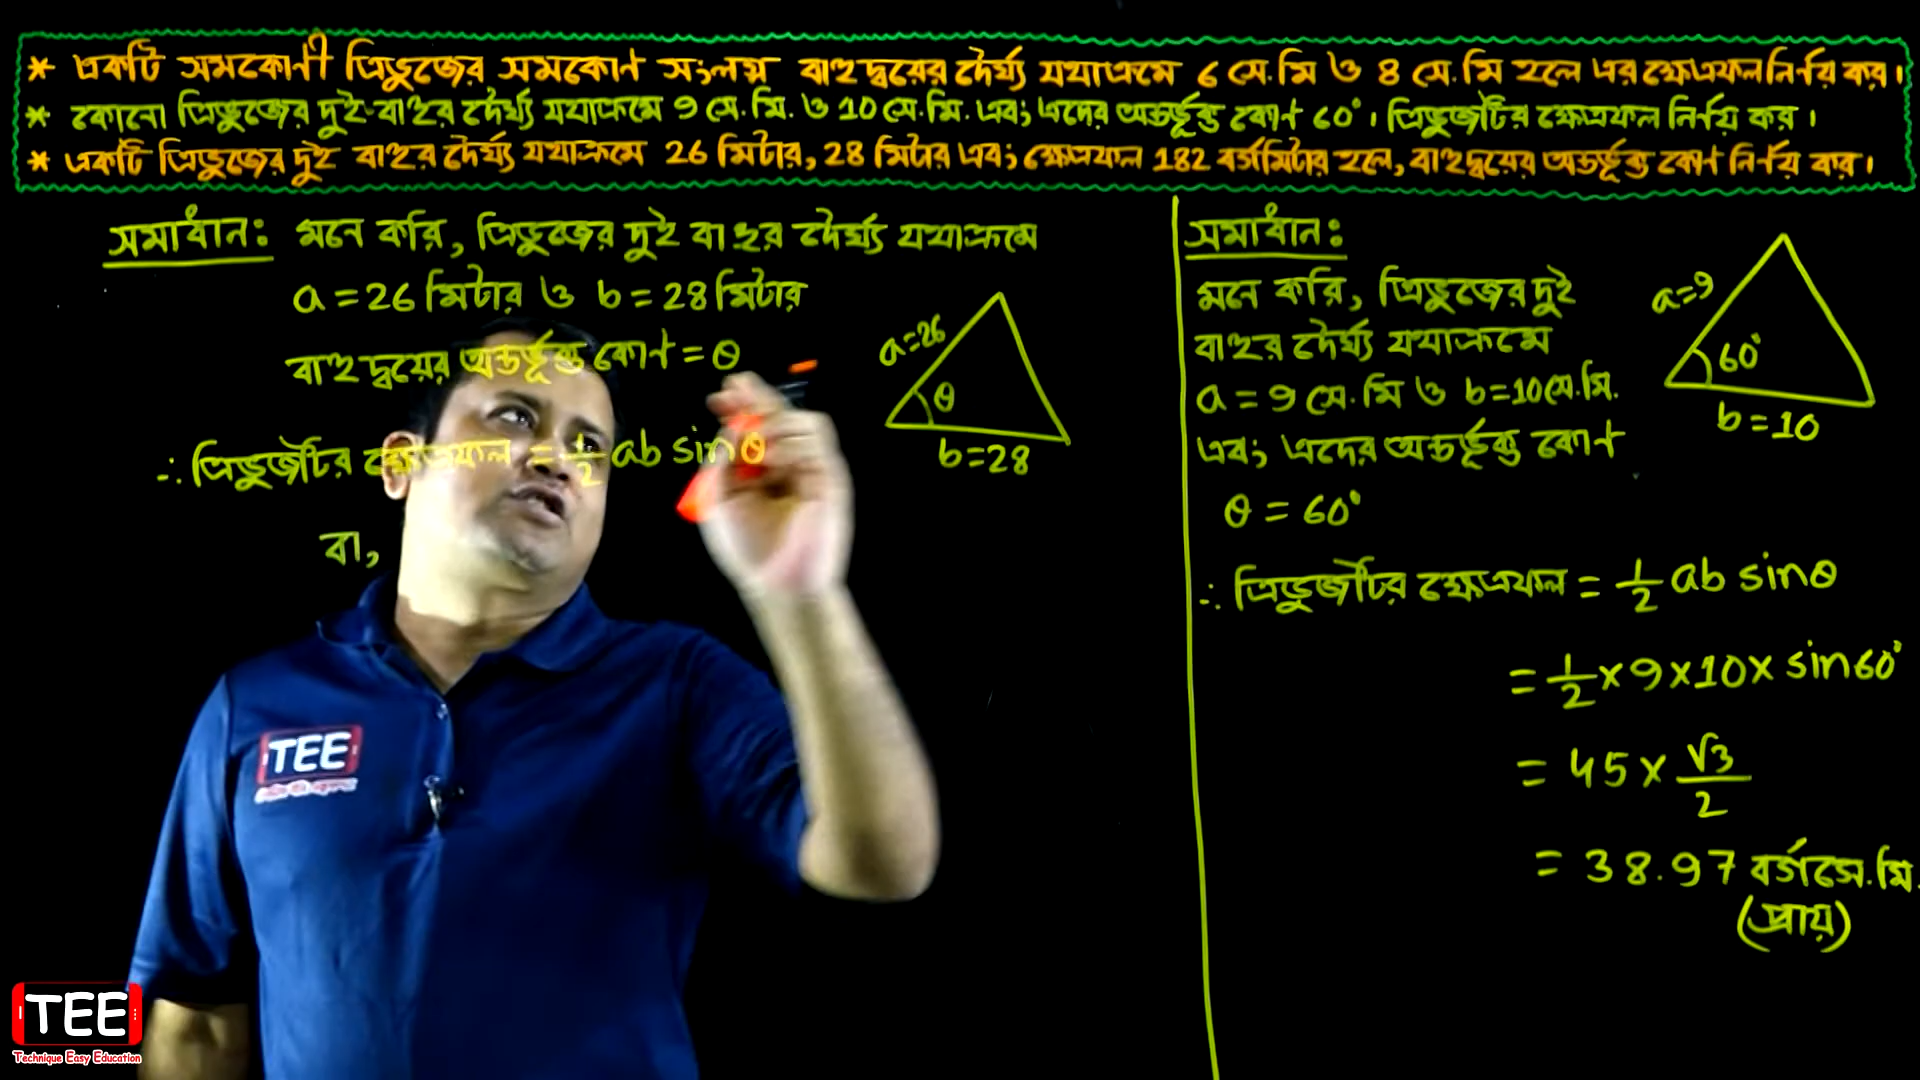 * একটি সমকোণী ত্রিভুজের সমকোণ সংলগ্ন বাহুদ্বয়ের দৈর্ঘ্য যথাক্রমে 6 সে.মি ও 8 সে.মি হলে এর ক্ষেত্রফল নির্ণয় কর।
* কোনো ত্রিভুজের দুই-বাহুর দৈর্ঘ্য যথাক্রমে 9 সে.মি. ও 10 সে.মি. এবং এদের অন্তর্ভূক্ত কোণ 60°। ত্রিভুজটির ক্ষেত্রফল নির্ণয় কর।
* একটি ত্রিভুজের দুই বাহুর দৈর্ঘ্য যথাক্রমে 26 মিটার, 28 মিটার এবং ক্ষেত্রফল 182 বর্গমিটার হলে, বাহুদ্বয়ের অন্তর্ভূক্ত কোণ নির্ণয় কর।
সমাধান: মনে করি, ত্রিভুজের দুই বাহুর দৈর্ঘ্য যথাক্রমে
a = 26 মিটার ও b = 28 মিটার
বাহুদ্বয়ের অন্তর্ভূক্ত কোণ = θ
∴ ত্রিভুজটির ক্ষেত্রফল = 1/2 ab sinθ
বা,
a=26
θ
b=28
সমাধান:
মনে করি, ত্রিভুজের দুই
বাহুর দৈর্ঘ্য যথাক্রমে
a = 9 সে.মি ও b=10 সে.মি.
এবং এদের অন্তর্ভূক্ত কোণ
θ = 60°
a=9
60°
b=10
∴ ত্রিভুজটির ক্ষেত্রফল = 1/2 ab sinθ
= 1/2 × 9 × 10 × sin60°
= 45 × √3/2
= 38.97 বর্গসে.মি.
(প্রায়)
TEE
TEE
Technique Easy Education